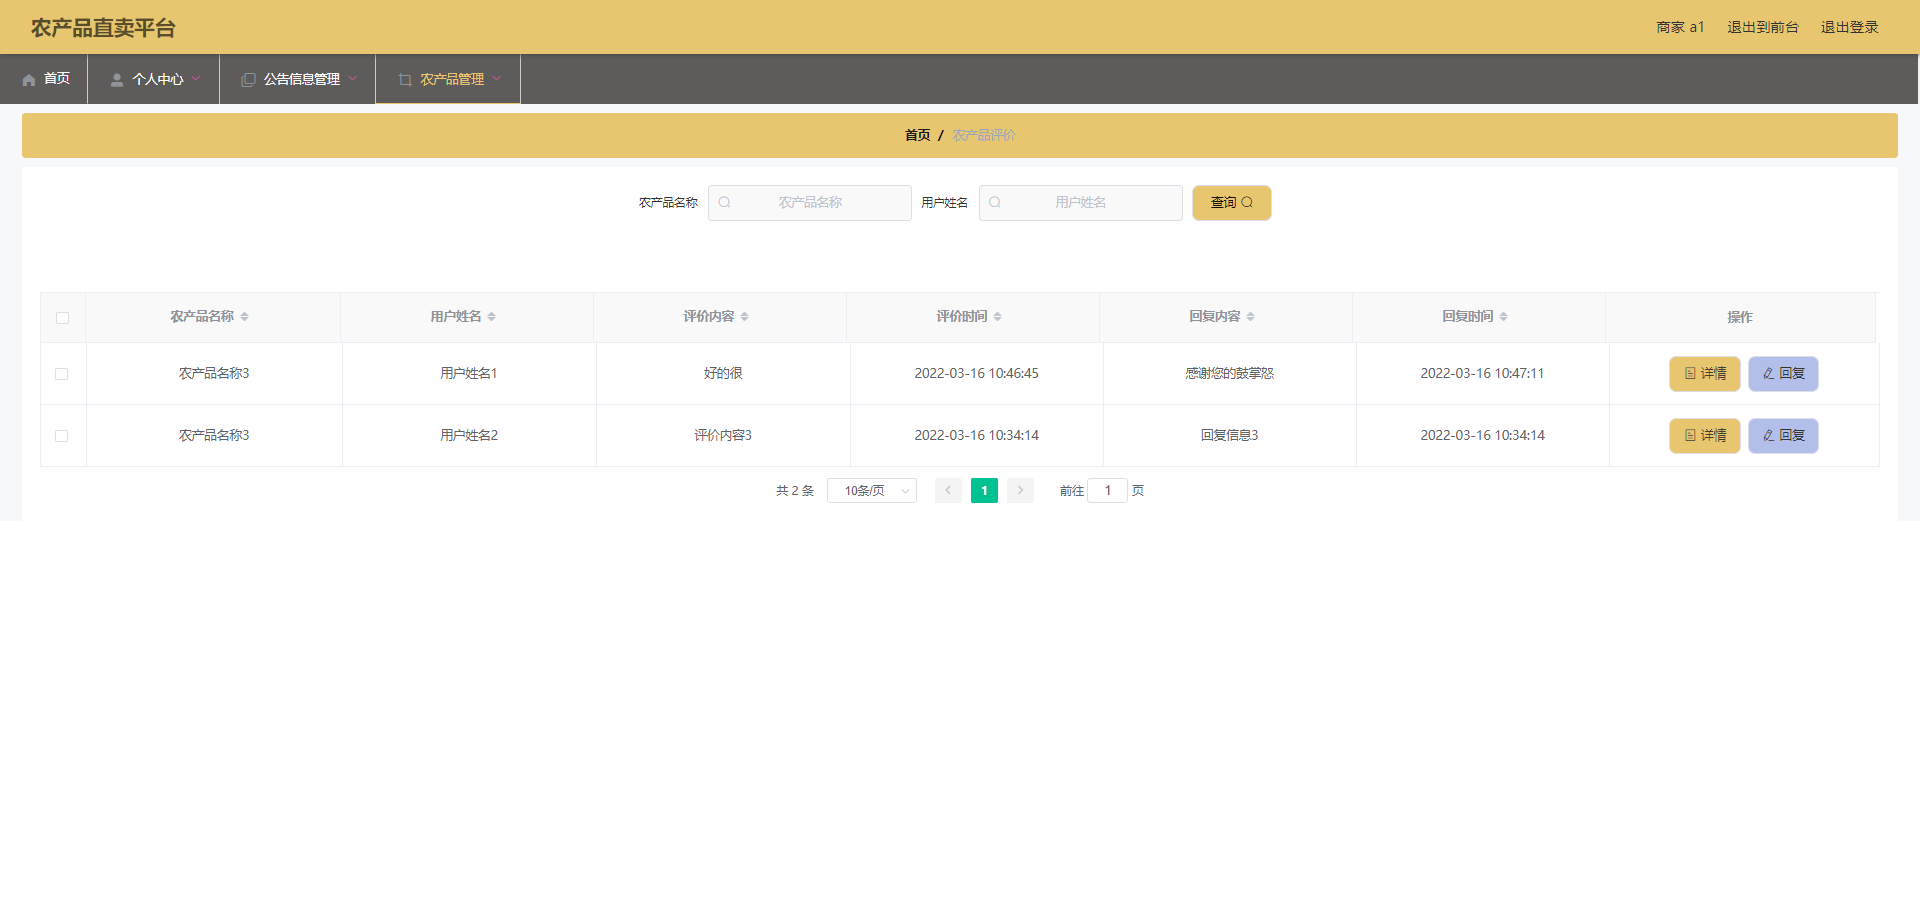 农产品直卖平台
商家 a1 退出到前台 退出登录
首页 个人中心 公告信息管理 农产品管理
首页 / 农产品评价
农产品名称 农产品名称 用户姓名 用户姓名 查询
农产品名称 用户姓名 评价内容 评价时间 回复内容 回复时间 操作
农产品名称3 用户姓名1 好的很 2022-03-16 10:46:45 感谢您的鼓掌怒 2022-03-16 10:47:11 详情 回复
农产品名称3 用户姓名2 评价内容3 2022-03-16 10:34:14 回复信息3 2022-03-16 10:34:14 详情 回复
共 2 条 10条/页 1 前往 1 页